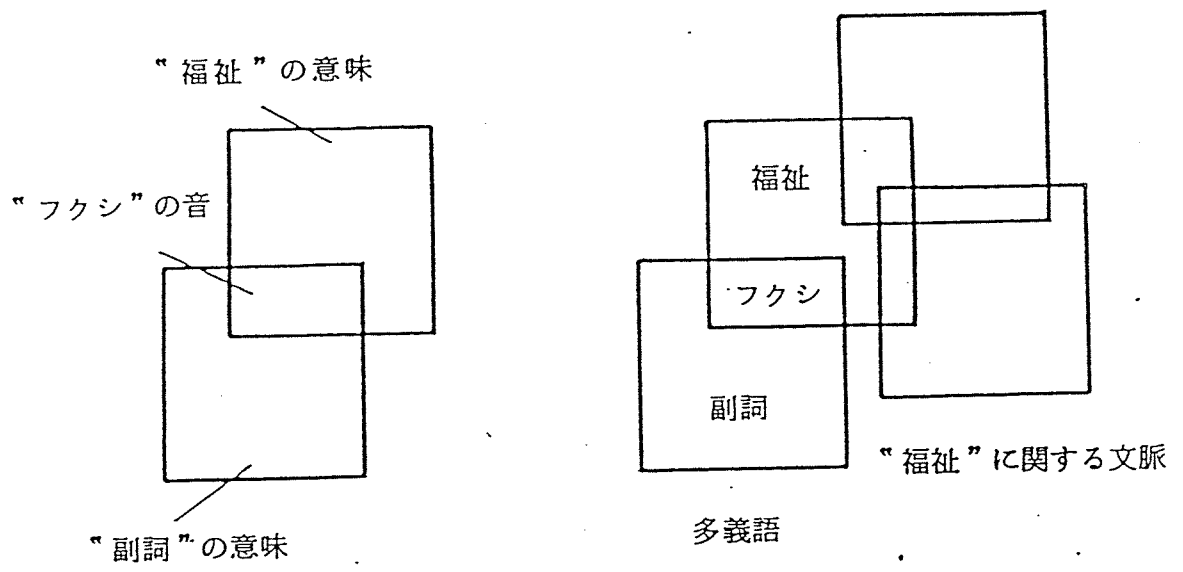 〝福祉〟の意味
〝フクシ〟の音
〝副詞〟の意味
福祉
フクシ
副詞
〝福祉〟に関する文脈
多義語